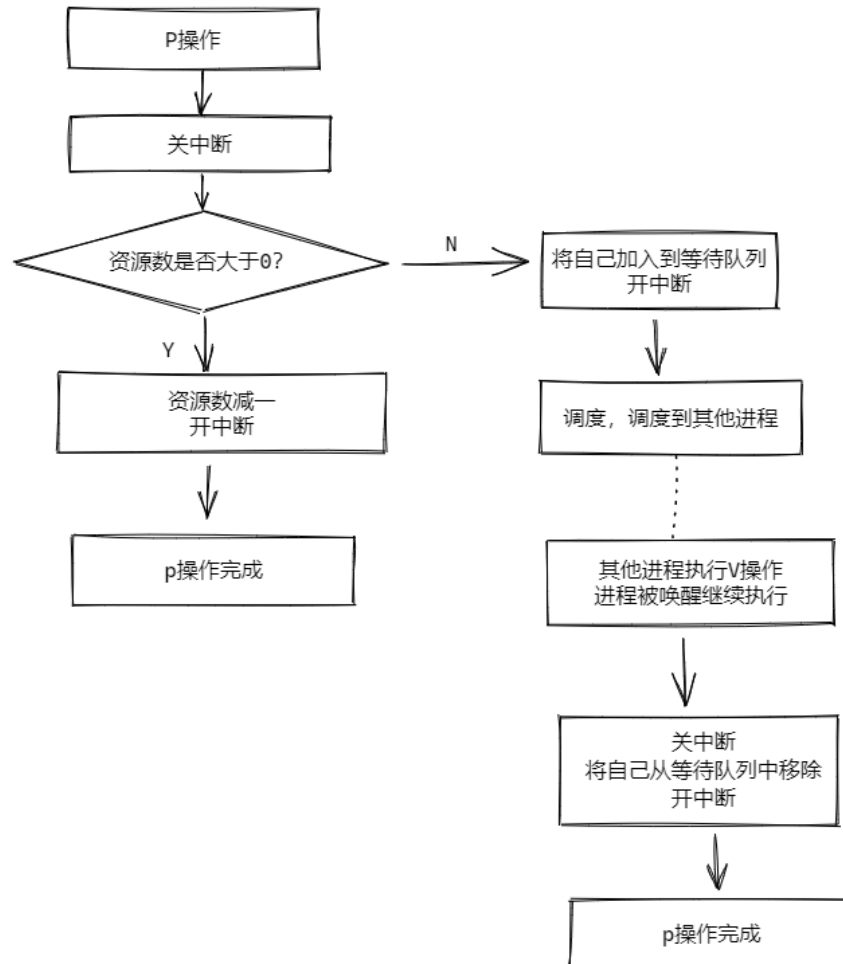 P操作
关中断
资源数是否大于0?
N
将自己加入到等待队列
开中断
Y
资源数减一
开中断
调度，调度到其他进程
p操作完成
其他进程执行V操作
进程被唤醒继续执行
关中断
将自己从等待队列中移除
开中断
p操作完成